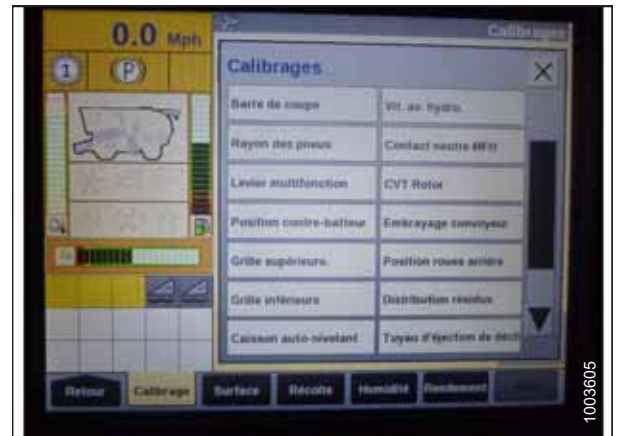 0.0 Mph
Calibrages
1
P
Calibrages
Barre de coupe
Vit. av. hydro.
Rayon des pneus
Contact neutre MFH
Levier multifonction
CVT Rotor
Position contre-batteur
Embrayage convoyeur
Grille supérieure.
Position roues arrière
Grille inférieure
Distribution résidus
Caisson auto-nivelant
Tuyau d'éjection de déch
Retour
Calibrage
Surface
Récolte
Humidité
Rendement
1003605